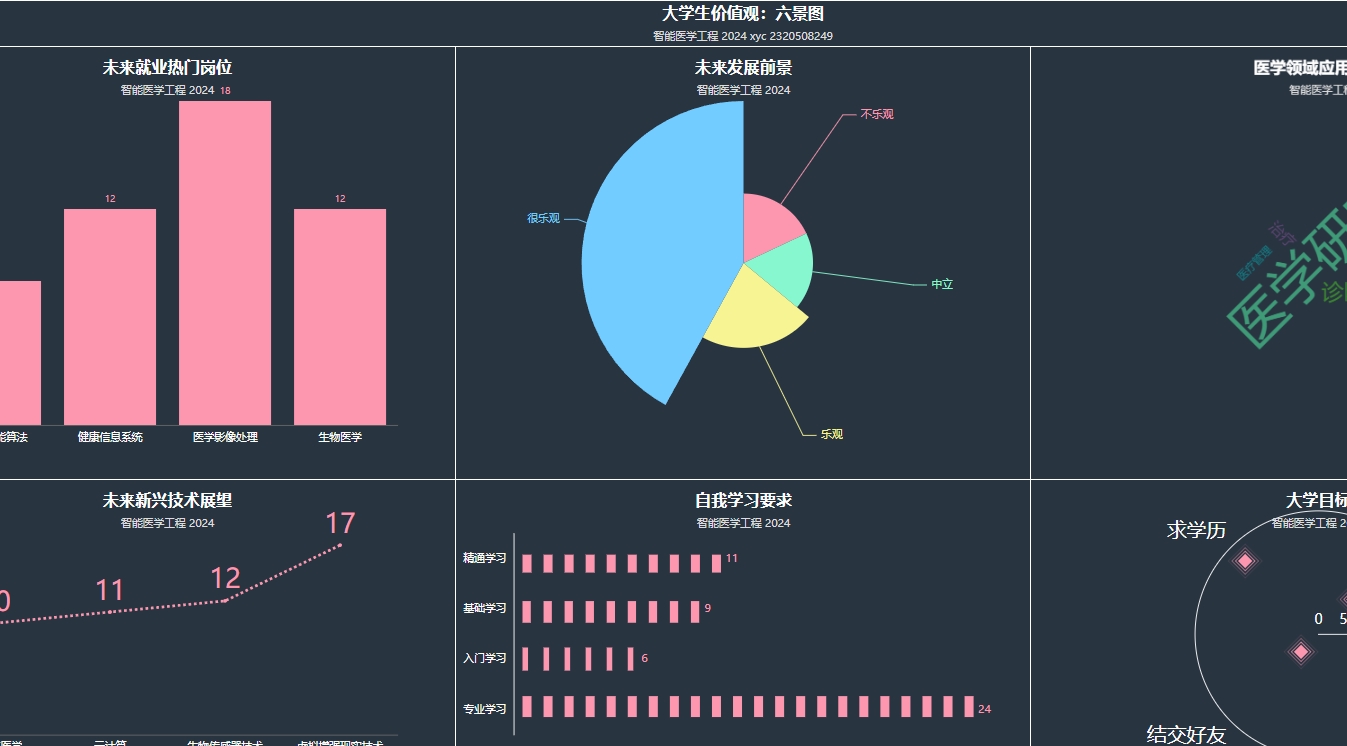 大学生价值观：六景图
智能医学工程 2024 xyc 2320508249
未来就业热门岗位
智能医学工程 2024
18
12
12
能算法
健康信息系统
医学影像处理
生物医学
未来发展前景
智能医学工程 2024
不乐观
很乐观
中立
乐观
医学领域应用
智能医学工
治疗
医疗管理
医学研
未来新兴技术展望
智能医学工程 2024
17
12
11
0
医学
云计算
生物传感器技术
虚拟增强现实技术
自我学习要求
智能医学工程 2024
精通学习
11
基础学习
9
入门学习
6
专业学习
24
大学目标
智能医学工程 2
求学历
0
5
结交好友